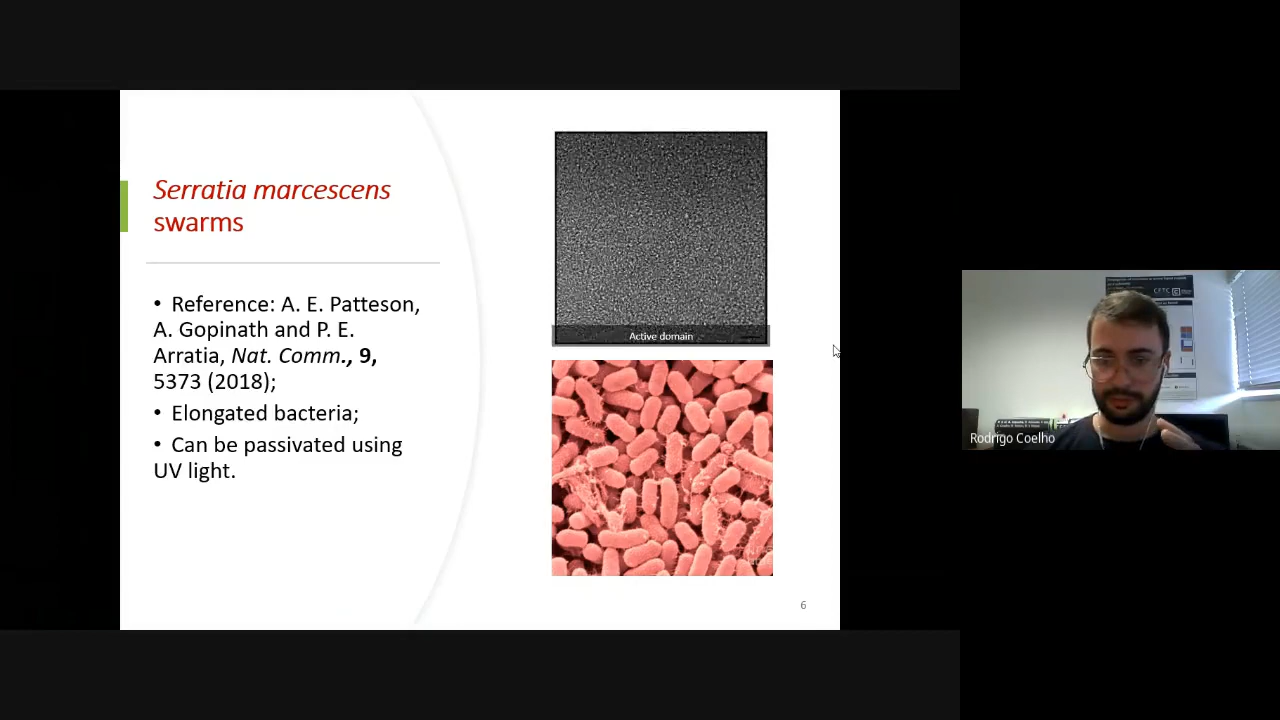 Serratia marcescens
swarms
• Reference: A. E. Patteson,
A. Gopinath and P. E.
Arratia, Nat. Comm., 9,
5373 (2018);
• Elongated bacteria;
• Can be passivated using
UV light.
Active domain
6
CFTC
Rodrigo Coelho